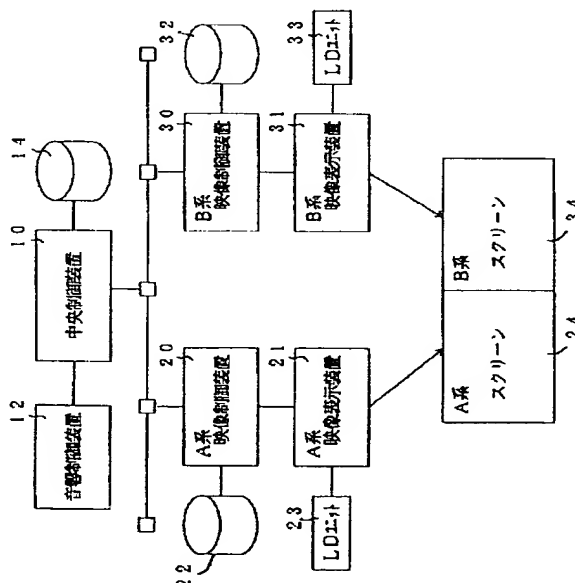 12
10
14
音響制御装置
中央制御装置
20
30
32
A系
映像制御装置
B系
映像制御装置
22
21
31
33
A系
映像表示装置
B系
映像表示装置
23
LDユニット
LDユニット
A系
スクリーン
B系
スクリーン
24
34